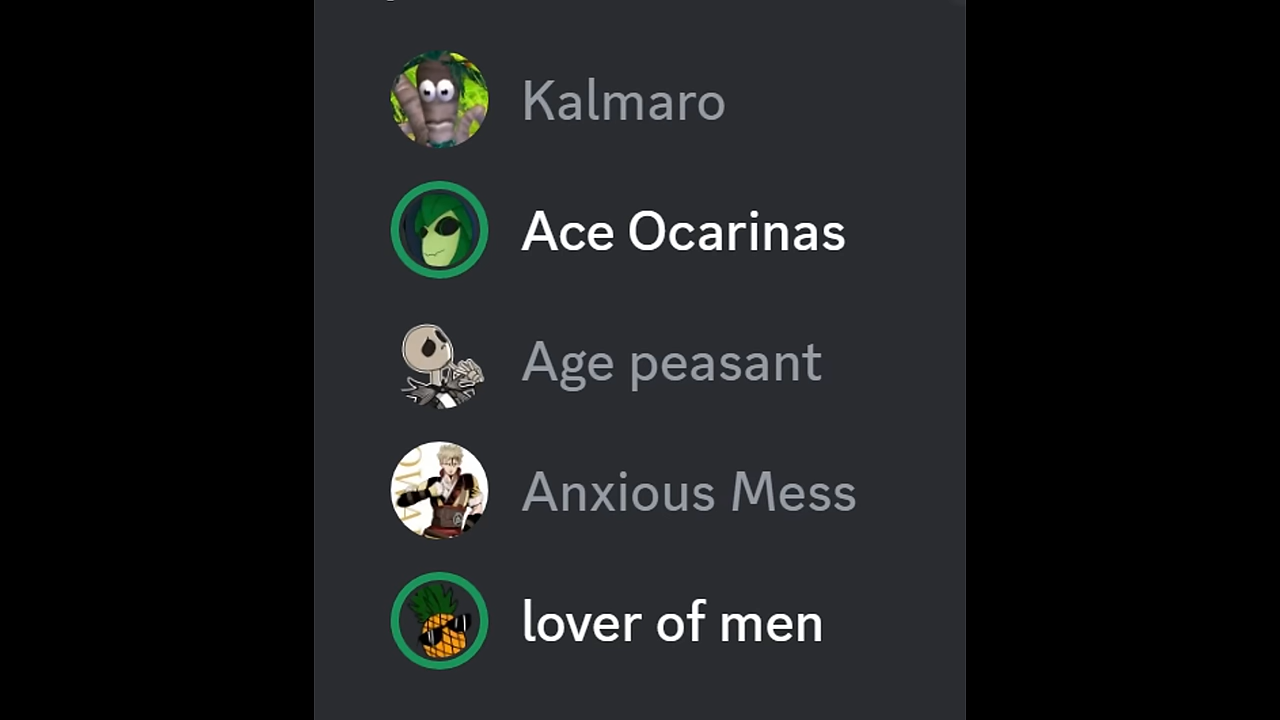 Kalmaro
Ace Ocarinas
Age peasant
Anxious Mess
lover of men